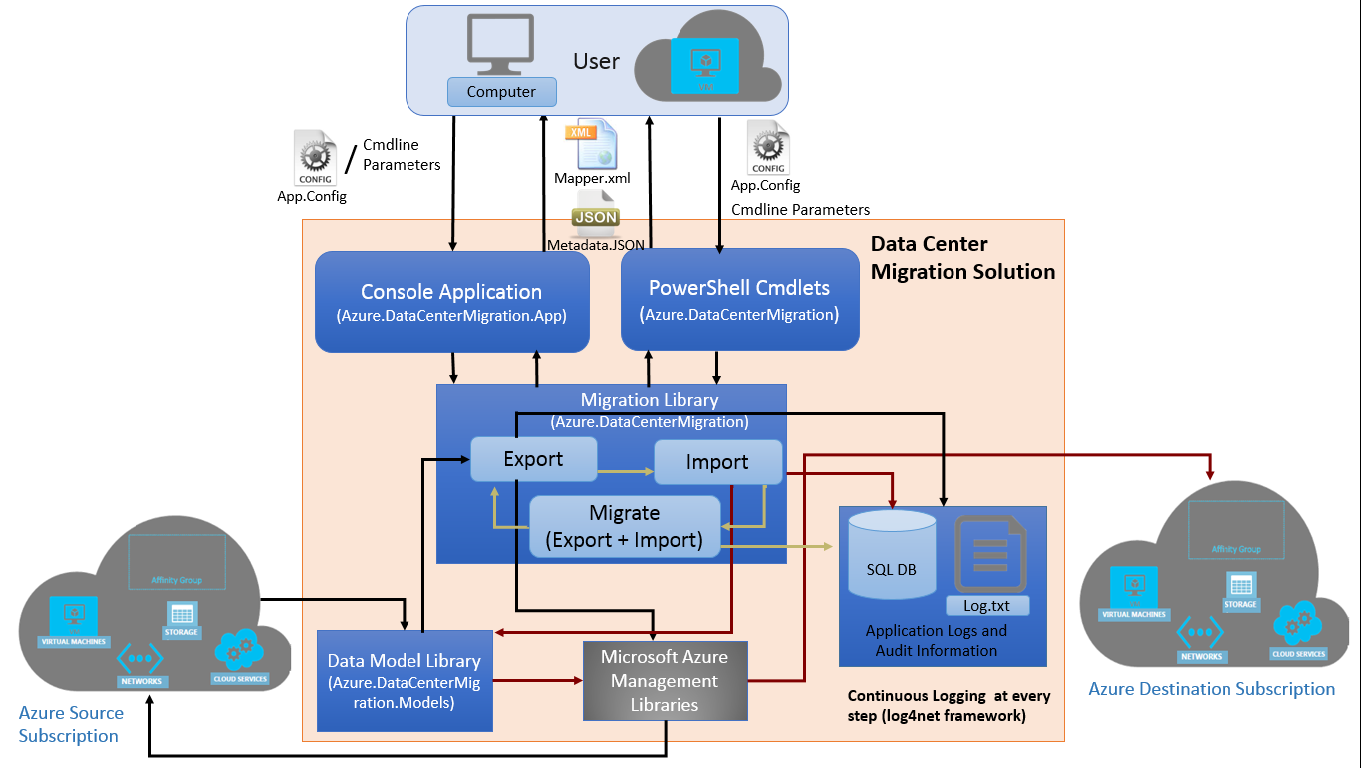 User
Computer
CONFIG
App.Config
/
Cmdline
Parameters
XML
Mapper.xml
JSON
Metadata.JSON
CONFIG
App.Config
Cmdline Parameters
Data Center
Migration Solution
Console Application
(Azure.DataCenterMigration.App)
PowerShell Cmdlets
(Azure.DataCenterMigration)
Migration Library
(Azure.DataCenterMigration)
Export
Import
Migrate
(Export + Import)
SQL DB
Log.txt
Application Logs and
Audit Information
Continuous Logging at every
step (log4net framework)
Data Model Library
(Azure.DataCenterMig
ration.Models)
Microsoft Azure
Management
Libraries
Affinity Group
VIRTUAL MACHINES
STORAGE
NETWORKS
CLOUD SERVICES
Azure Source
Subscription
Affinity Group
VIRTUAL MACHINES
STORAGE
NETWORKS
CLOUD SERVICES
Azure Destination Subscription